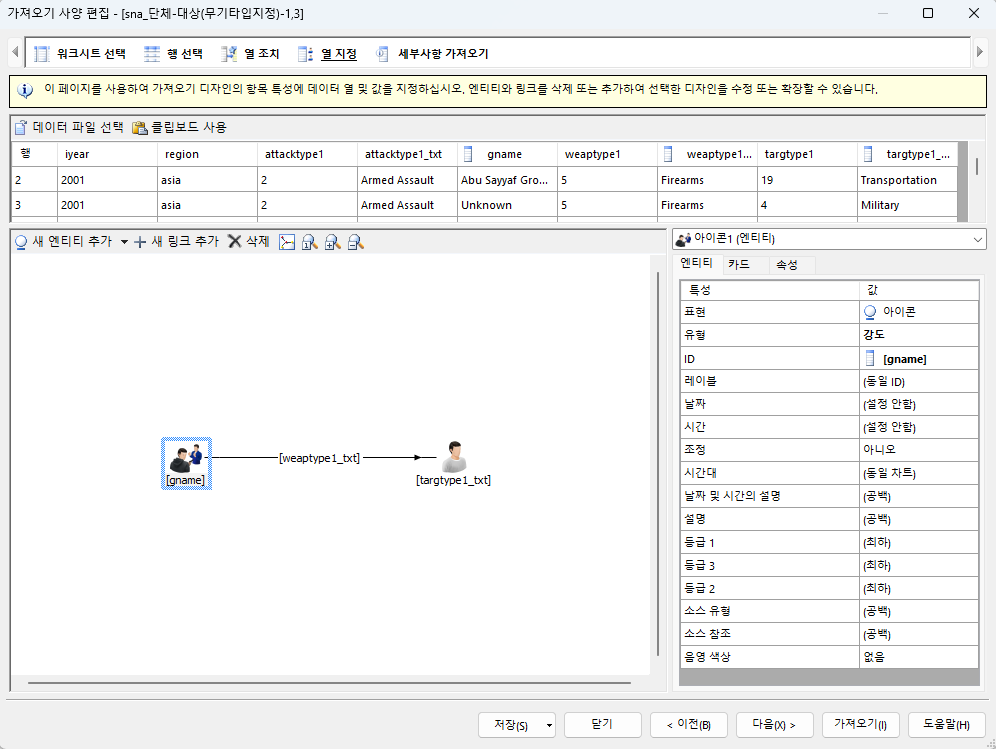 가져오기 사양 편집 - [sna_단체-대상(무기타입지정)-1,3]
워크시트 선택 행 선택 열 조치 열 지정 세부사항 가져오기
이 페이지를 사용하여 가져오기 디자인의 항목 특성에 데이터 열 및 값을 지정하십시오. 엔티티와 링크를 삭제 또는 추가하여 선택한 디자인을 수정 또는 확장할 수 있습니다.
데이터 파일 선택 클립보드 사용
행 iyear region attacktype1 attacktype1_txt gname weaptype1 weaptype1... targtype1 targtype1_...
2 2001 asia 2 Armed Assault Abu Sayyaf Gro... 5 Firearms 19 Transportation
3 2001 asia 2 Armed Assault Unknown 5 Firearms 4 Military
새 엔티티 추가 새 링크 추가 삭제
[weaptype1_txt]
[gname] [targtype1_txt]
아이콘1 (엔티티)
엔티티 카드 속성
특성 값
표현 아이콘
유형 강도
ID [gname]
레이블 (동일 ID)
날짜 (설정 안함)
시간 (설정 안함)
조정 아니오
시간대 (동일 차트)
날짜 및 시간의 설명 (공백)
설명 (공백)
등급 1 (최하)
등급 3 (최하)
등급 2 (최하)
소스 유형 (공백)
소스 참조 (공백)
음영 색상 없음
저장(S) 닫기 < 이전(B) 다음(X) > 가져오기(I) 도움말(H)